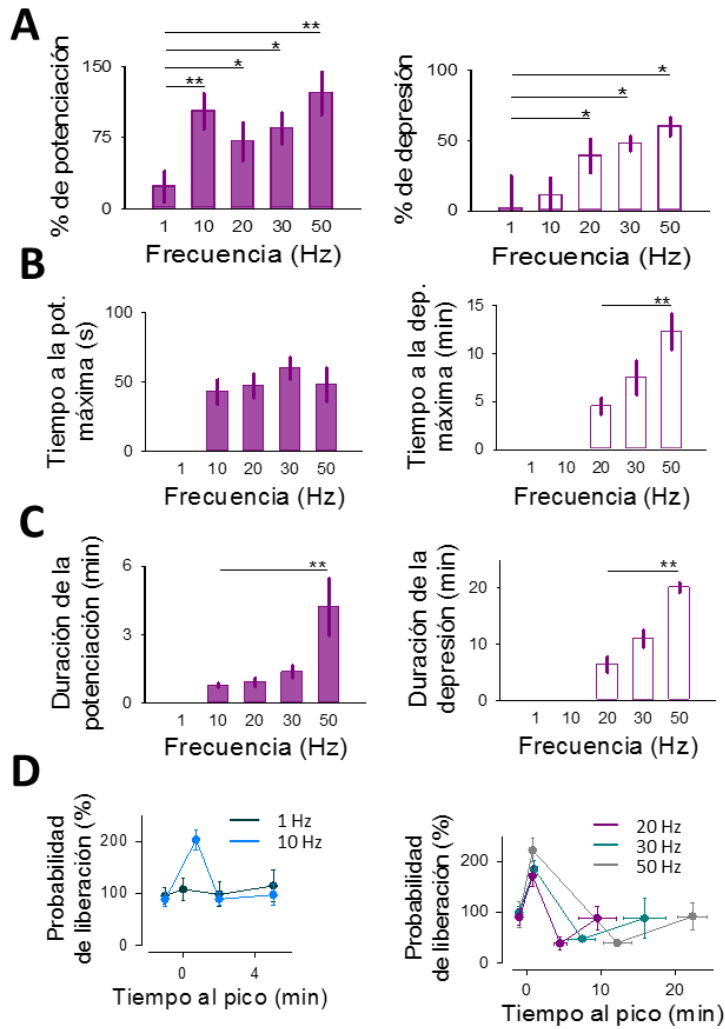 A
**
*
*
**
150
75
0
% de potenciación
1 10 20 30 50
Frecuencia (Hz)
*
*
*
100
50
0
% de depresión
1 10 20 30 50
Frecuencia (Hz)
B
100
50
0
Tiempo a la pot.
máxima (s)
1 10 20 30 50
Frecuencia (Hz)
**
15
10
5
0
Tiempo a la dep.
máxima (min)
1 10 20 30 50
Frecuencia (Hz)
C
**
6
3
0
Duración de la
potenciación (min)
1 10 20 30 50
Frecuencia (Hz)
**
20
10
0
Duración de la
depresión (min)
1 10 20 30 50
Frecuencia (Hz)
D
1 Hz
10 Hz
200
100
0
Probabilidad
de liberación (%)
0 4
Tiempo al pico (min)
20 Hz
30 Hz
50 Hz
200
100
0
Probabilidad
de liberación (%)
0 10 20
Tiempo al pico (min)